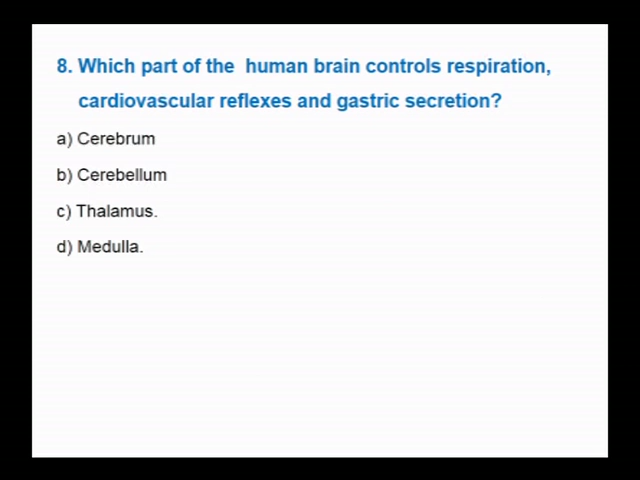 8. Which part of the  human brain controls respiration,
cardiovascular reflexes and gastric secretion?
a) Cerebrum
b) Cerebellum
c) Thalamus.
d) Medulla.